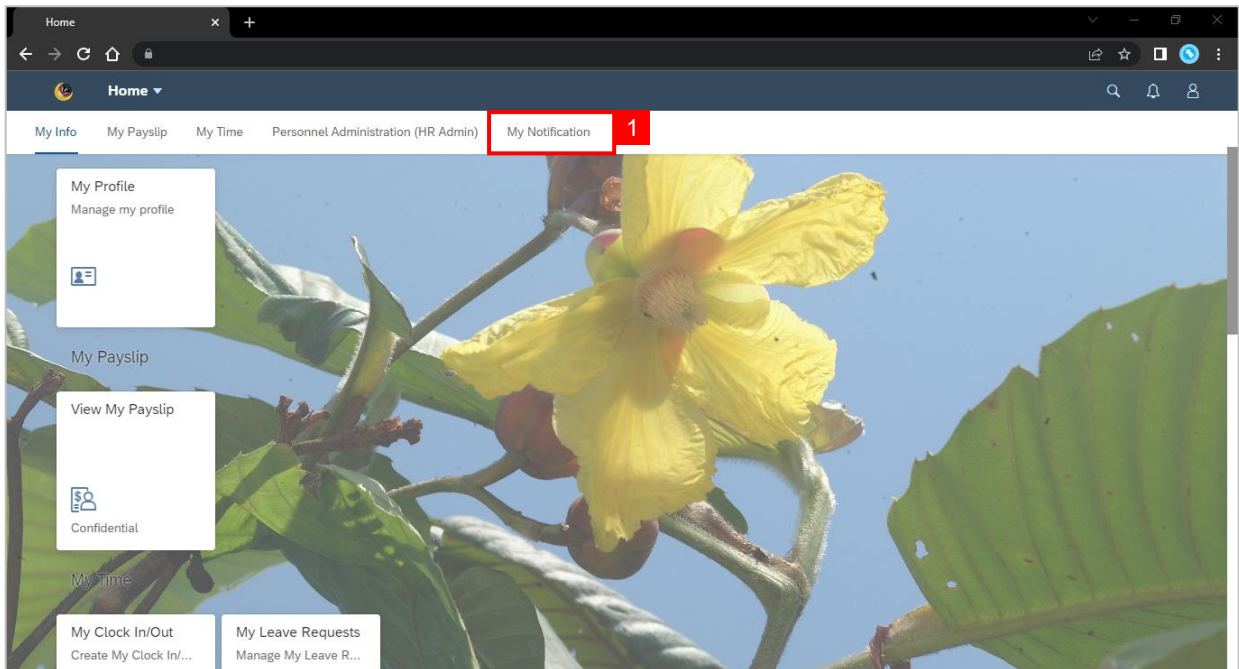 Home
Home
My Info My Payslip My Time Personnel Administration (HR Admin) My Notification 1
My Profile
Manage my profile
My Payslip
View My Payslip
Confidential
My Time
My Clock In/Out
Create My Clock In/...
My Leave Requests
Manage My Leave R...